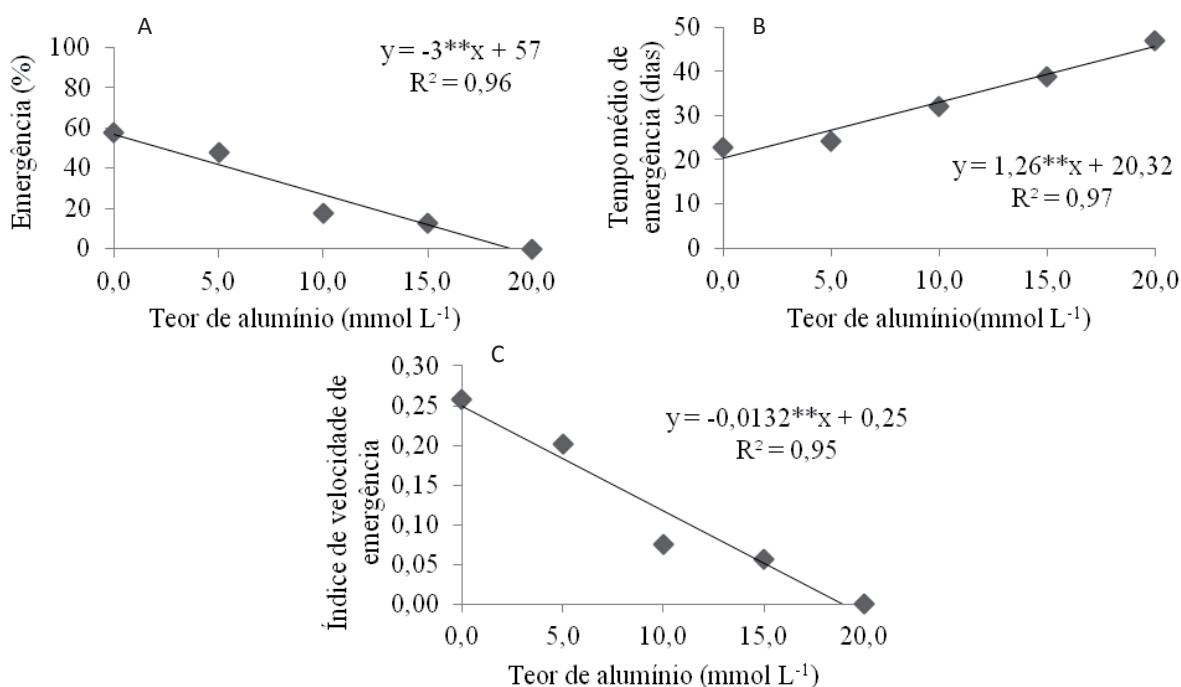 A
Emergência (%)
100
80
60
40
20
0
y = -3**x + 57
R² = 0,96
0,0 5,0 10,0 15,0 20,0
Teor de alumínio (mmol L⁻¹)
B
Tempo médio de
emergência (dias)
50
40
30
20
10
0
y = 1,26**x + 20,32
R² = 0,97
0,0 5,0 10,0 15,0 20,0
Teor de alumínio(mmol L⁻¹)
C
Índice de velocidade de
emergência
0,30
0,25
0,20
0,15
0,10
0,05
0,00
y = -0,0132**x + 0,25
R² = 0,95
0,0 5,0 10,0 15,0 20,0
Teor de alumínio (mmol L⁻¹)